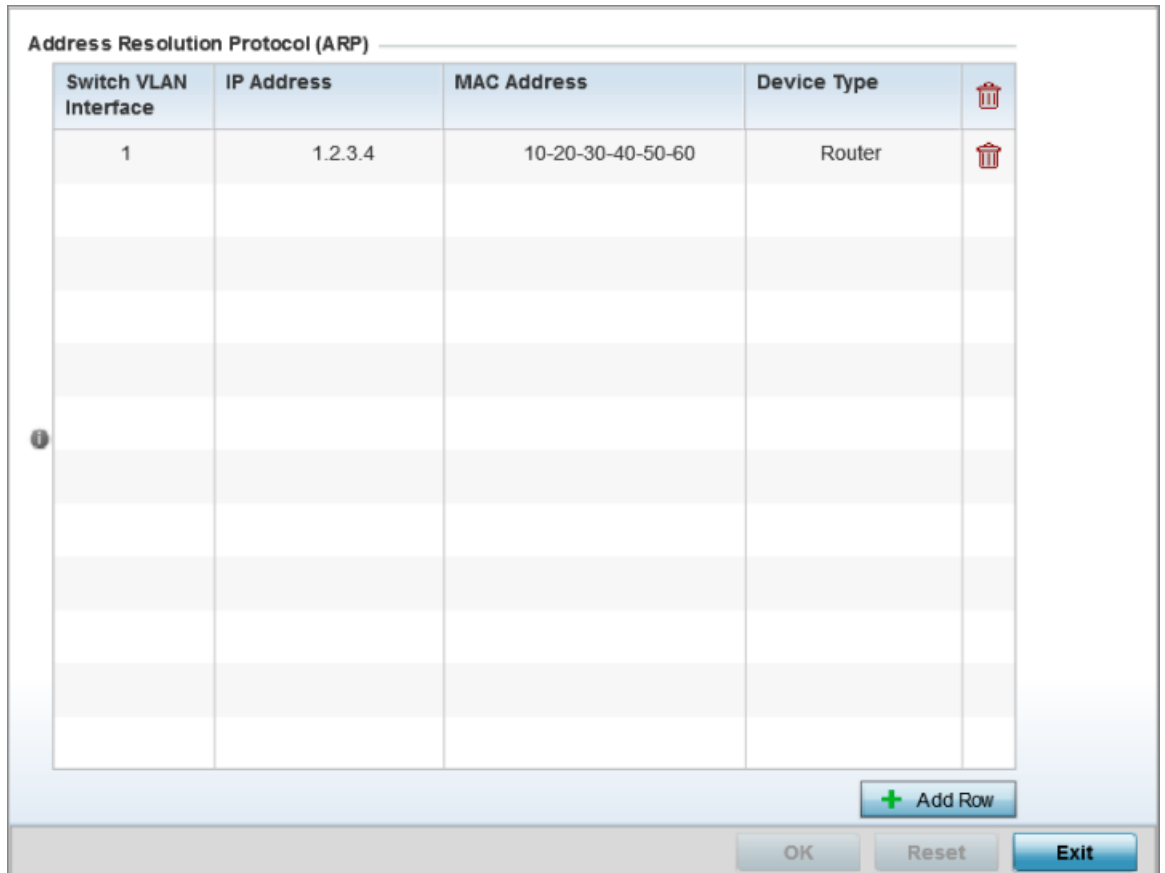 Address Resolution Protocol (ARP)
Switch VLAN Interface IP Address MAC Address Device Type
1 1.2.3.4 10-20-30-40-50-60 Router
Add Row
OK Reset Exit